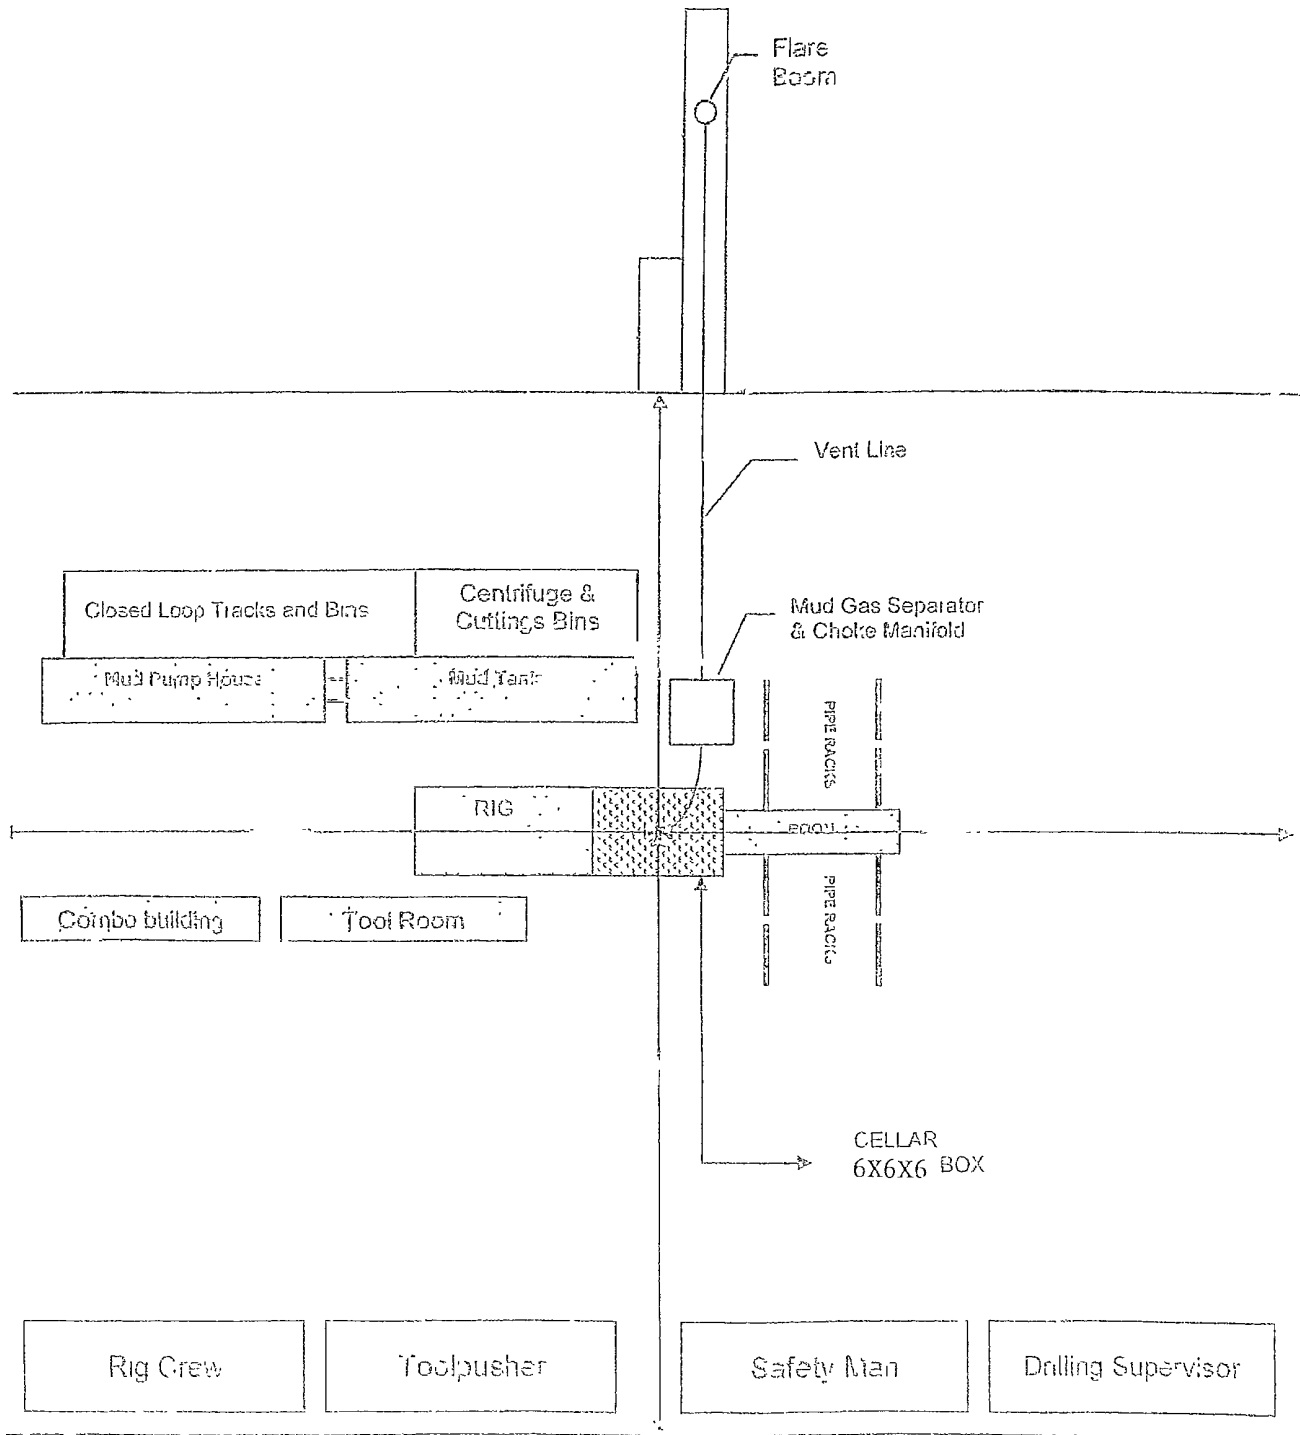 Flare
Boom
Vent Line
Closed Loop Tracks and Bins
Centrifuge &
Cuttings Bins
Mud Gas Separator
& Choke Manifold
Mud Pump House
Mud Tank
PIPE RACKS
RIG
Combo building
Tool Room
PIPE RACKS
CELLAR
6X6X6 BOX
Rig Crew
Toolpusher
Safety Man
Drilling Supervisor